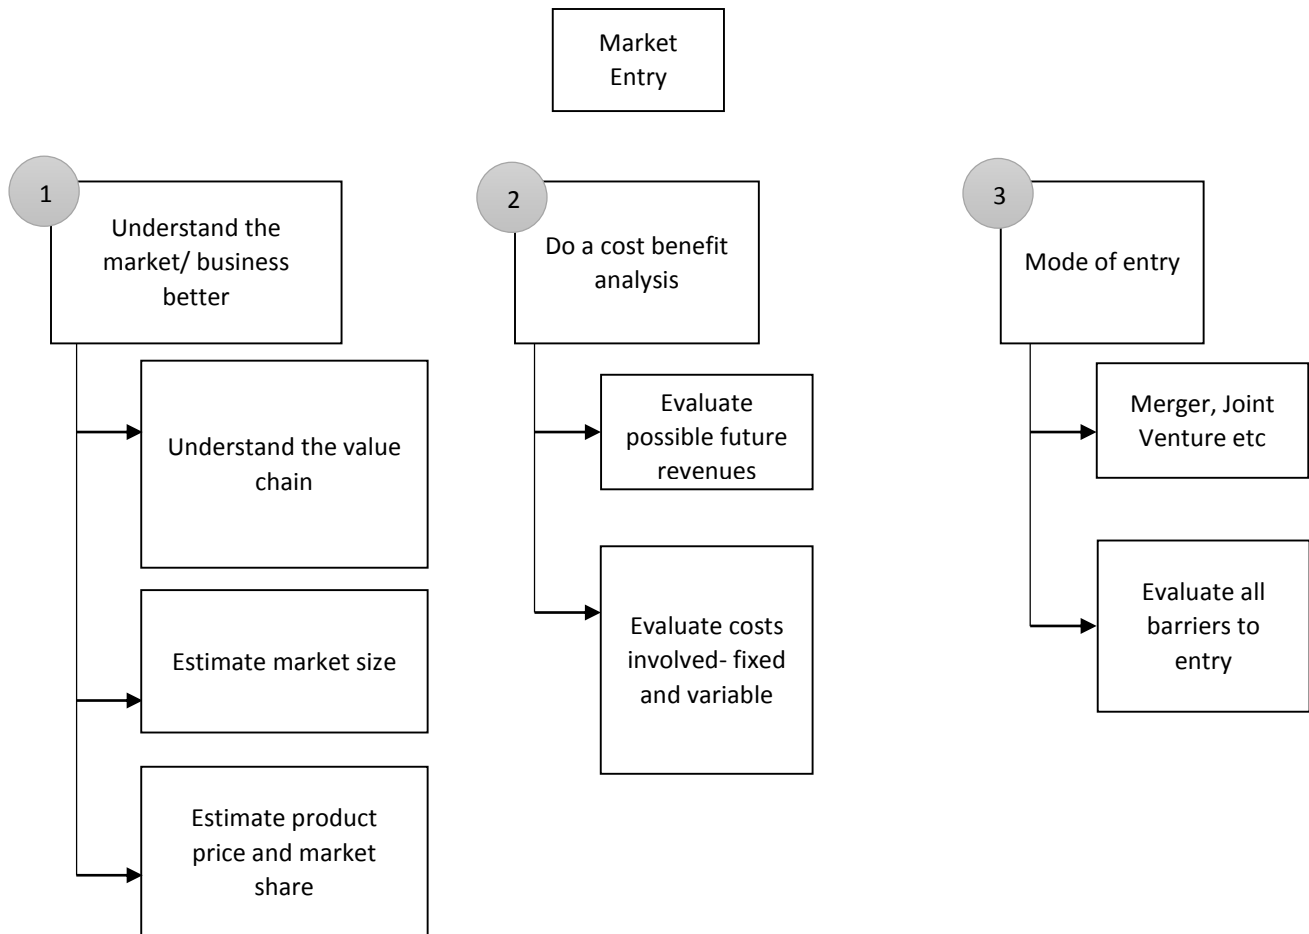 Market
Entry
1
Understand the
market/ business
better
Understand the value
chain
Estimate market size
Estimate product
price and market
share
2
Do a cost benefit
analysis
Evaluate
possible future
revenues
Evaluate costs
involved- fixed
and variable
3
Mode of entry
Merger, Joint
Venture etc
Evaluate all
barriers to
entry